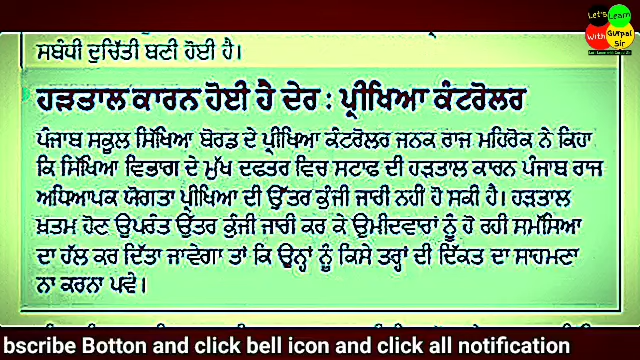 Let's Learn
With Gurpal
Sir
ਸਬੰਧੀ ਦੁਚਿੱਤੀ ਬਣੀ ਹੋਈ ਹੈ।
ਹੜਤਾਲ ਕਾਰਨ ਹੋਈ ਹੈ ਦੇਰ : ਪ੍ਰੀਖਿਆ ਕੰਟਰੋਲਰ
ਪੰਜਾਬ ਸਕੂਲ ਸਿੱਖਿਆ ਬੋਰਡ ਦੇ ਪ੍ਰੀਖਿਆ ਕੰਟਰੋਲਰ ਜਨਕ ਰਾਜ ਮਹਿਰੋਕ ਨੇ ਕਿਹਾ
ਕਿ ਸਿੱਖਿਆ ਵਿਭਾਗ ਦੇ ਮੁੱਖ ਦਫਤਰ ਵਿਚ ਸਟਾਫ ਦੀ ਹੜਤਾਲ ਕਾਰਨ ਪੰਜਾਬ ਰਾਜ
ਅਧਿਆਪਕ ਯੋਗਤਾ ਪ੍ਰੀਖਿਆ ਦੀ ਉੱਤਰ ਕੁੰਜੀ ਜਾਰੀ ਨਹੀਂ ਹੋ ਸਕੀ ਹੈ। ਹੜਤਾਲ
ਖ਼ਤਮ ਹੋਣ ਉਪਰੰਤ ਉੱਤਰ ਕੁੰਜੀ ਜਾਰੀ ਕਰ ਕੇ ਉਮੀਦਵਾਰਾਂ ਨੂੰ ਹੋ ਰਹੀ ਸਮੱਸਿਆ
ਦਾ ਹੱਲ ਕਰ ਦਿੱਤਾ ਜਾਵੇਗਾ ਤਾਂ ਕਿ ਉਨ੍ਹਾਂ ਨੂੰ ਕਿਸੇ ਤਰ੍ਹਾਂ ਦੀ ਦਿੱਕਤ ਦਾ ਸਾਹਮਣਾ
ਨਾ ਕਰਨਾ ਪਵੇ।
bscribe Botton and click bell icon and click all notification